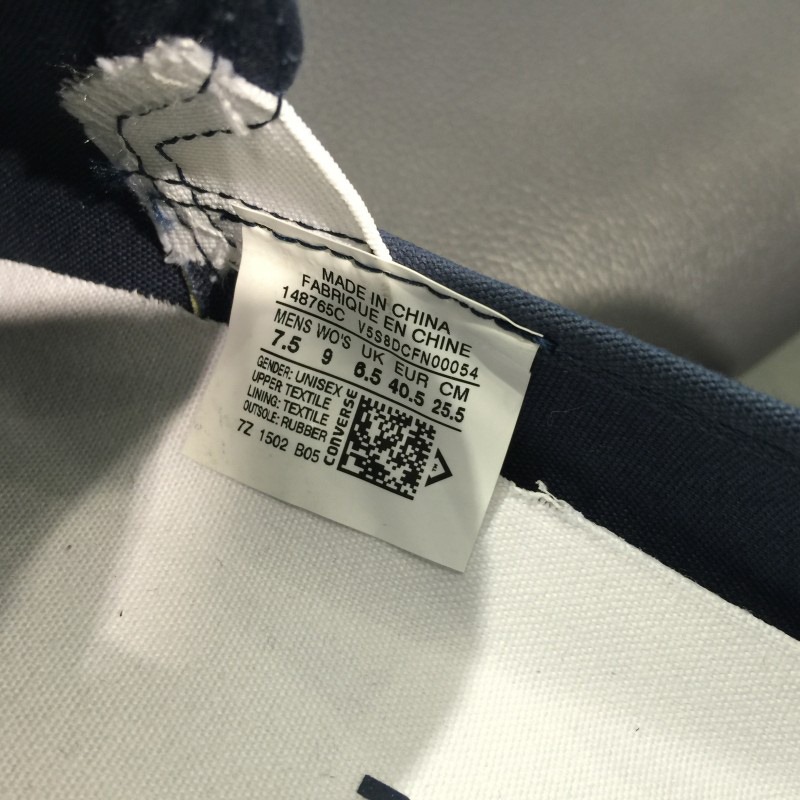 MADE IN CHINA
FABRIQUE EN CHINE
148765C V5S8DCFN00054
MENS WO'S UK EUR CM
7.5 9 6.5 40.5 25.5
GENDER: UNISEX
UPPER TEXTILE
LINING: TEXTILE
OUTSOLE: RUBBER
7Z 1502 B05
CONVERSE